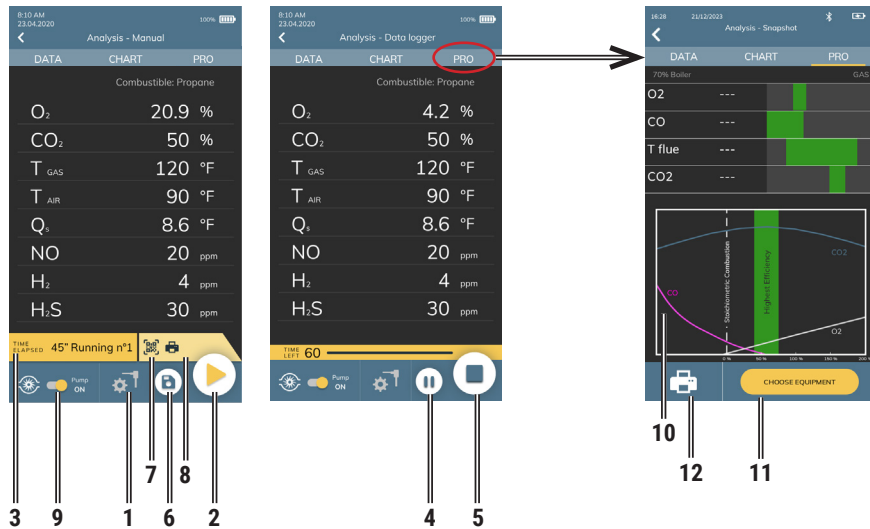 8:10 AM
23.04.2020
100%
Analysis - Manual
DATA CHART PRO
Combustible: Propane
O₂ 20.9 %
CO₂ 50 %
T GAS 120 °F
T AIR 90 °F
Qs 8.6 °F
NO 20 ppm
H₂ 4 ppm
H₂S 30 ppm
TIME
ELAPSED 45" Running n°1
Pump
ON
7 8
3 9 1 6 2
8:10 AM
23.04.2020
100%
Analysis - Data logger
DATA CHART PRO
Combustible: Propane
O₂ 4.2 %
CO₂ 50 %
T GAS 120 °F
T AIR 90 °F
Qs 8.6 °F
NO 20 ppm
H₂ 4 ppm
H₂S 30 ppm
TIME
LEFT 60
Pump
ON
4 5
16:28 21/12/2023
Analysis - Snapshot
DATA CHART PRO
70% Boiler GAS
O2 ---
CO ---
T flue ---
CO2 ---
Stoichiometric Combustion
Highest Efficiency
CO2
CO
O2
0 % 50 % 100 % 150 % 200 %
CHOOSE EQUIPMENT
10
12 11